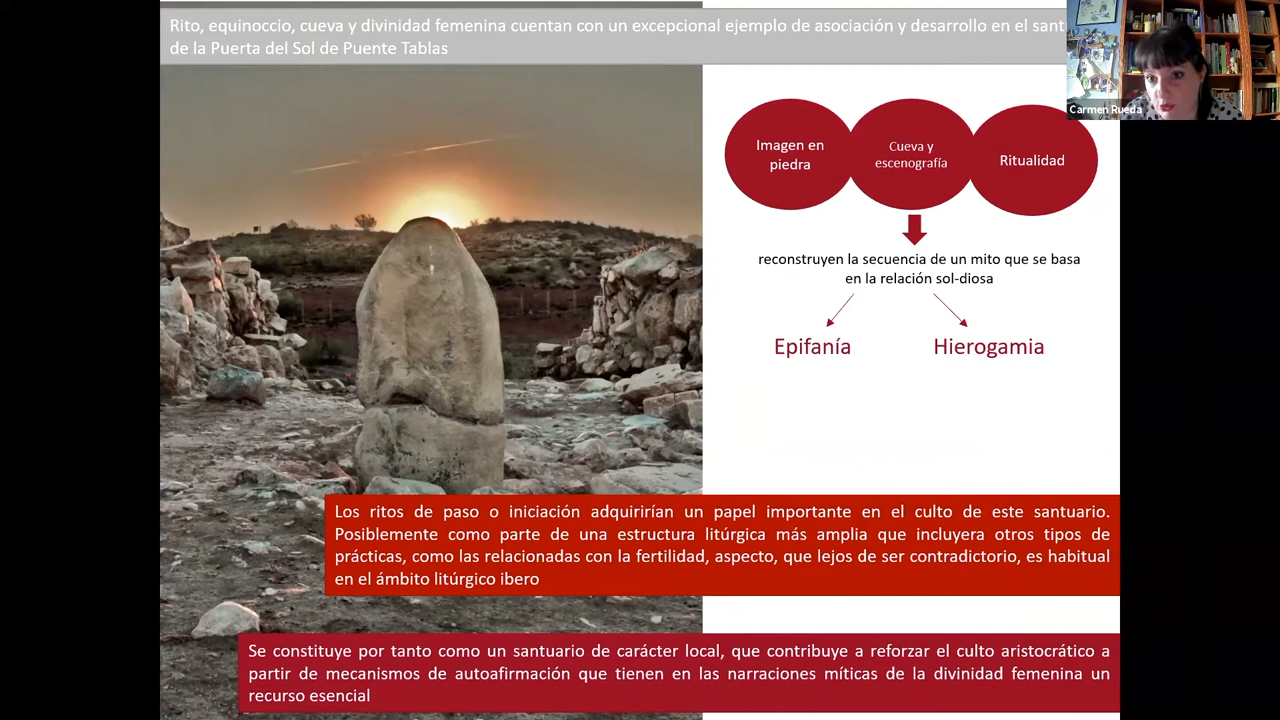 Rito, equinoccio, cueva y divinidad femenina cuentan con un excepcional ejemplo de asociación y desarrollo en el
de la Puerta del Sol de Puente Tablas
Carmen Rueda
Imagen en
piedra
Cueva y
escenografía
Ritualidad
reconstruyen la secuencia de un mito que se basa
en la relación sol-diosa
Epifanía
Hierogamia
Los ritos de paso o iniciación adquirirían un papel importante en el culto de este santuario.
Posiblemente como parte de una estructura litúrgica más amplia que incluyera otros tipos de
prácticas, como las relacionadas con la fertilidad, aspecto, que lejos de ser contradictorio, es habitual
en el ámbito litúrgico ibero
Se constituye por tanto como un santuario de carácter local, que contribuye a reforzar el culto aristocrático a
partir de mecanismos de autoafirmación que tienen en las narraciones míticas de la divinidad femenina un
recurso esencial